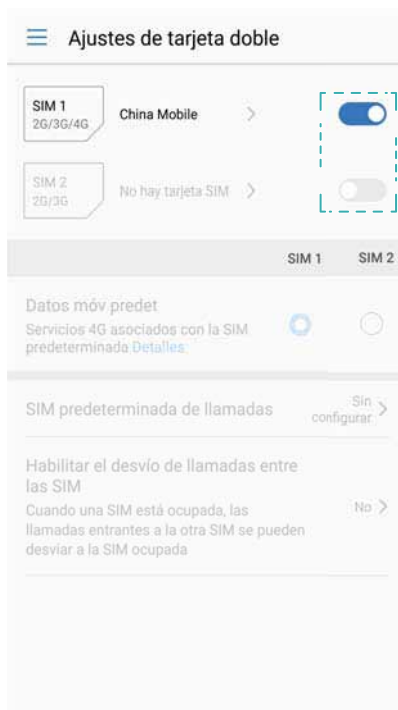 Ajustes de tarjeta doble
SIM 1
2G/3G/4G
China Mobile
SIM 2
2G/3G
No hay tarjeta SIM
SIM 1 SIM 2
Datos móv predet
Servicios 4G asociados con la SIM
predeterminada Detalles
SIM predeterminada de llamadas
Sin
configurar
Habilitar el desvío de llamadas entre
las SIM
Cuando una SIM está ocupada, las
llamadas entrantes a la otra SIM se pueden
desviar a la SIM ocupada
No